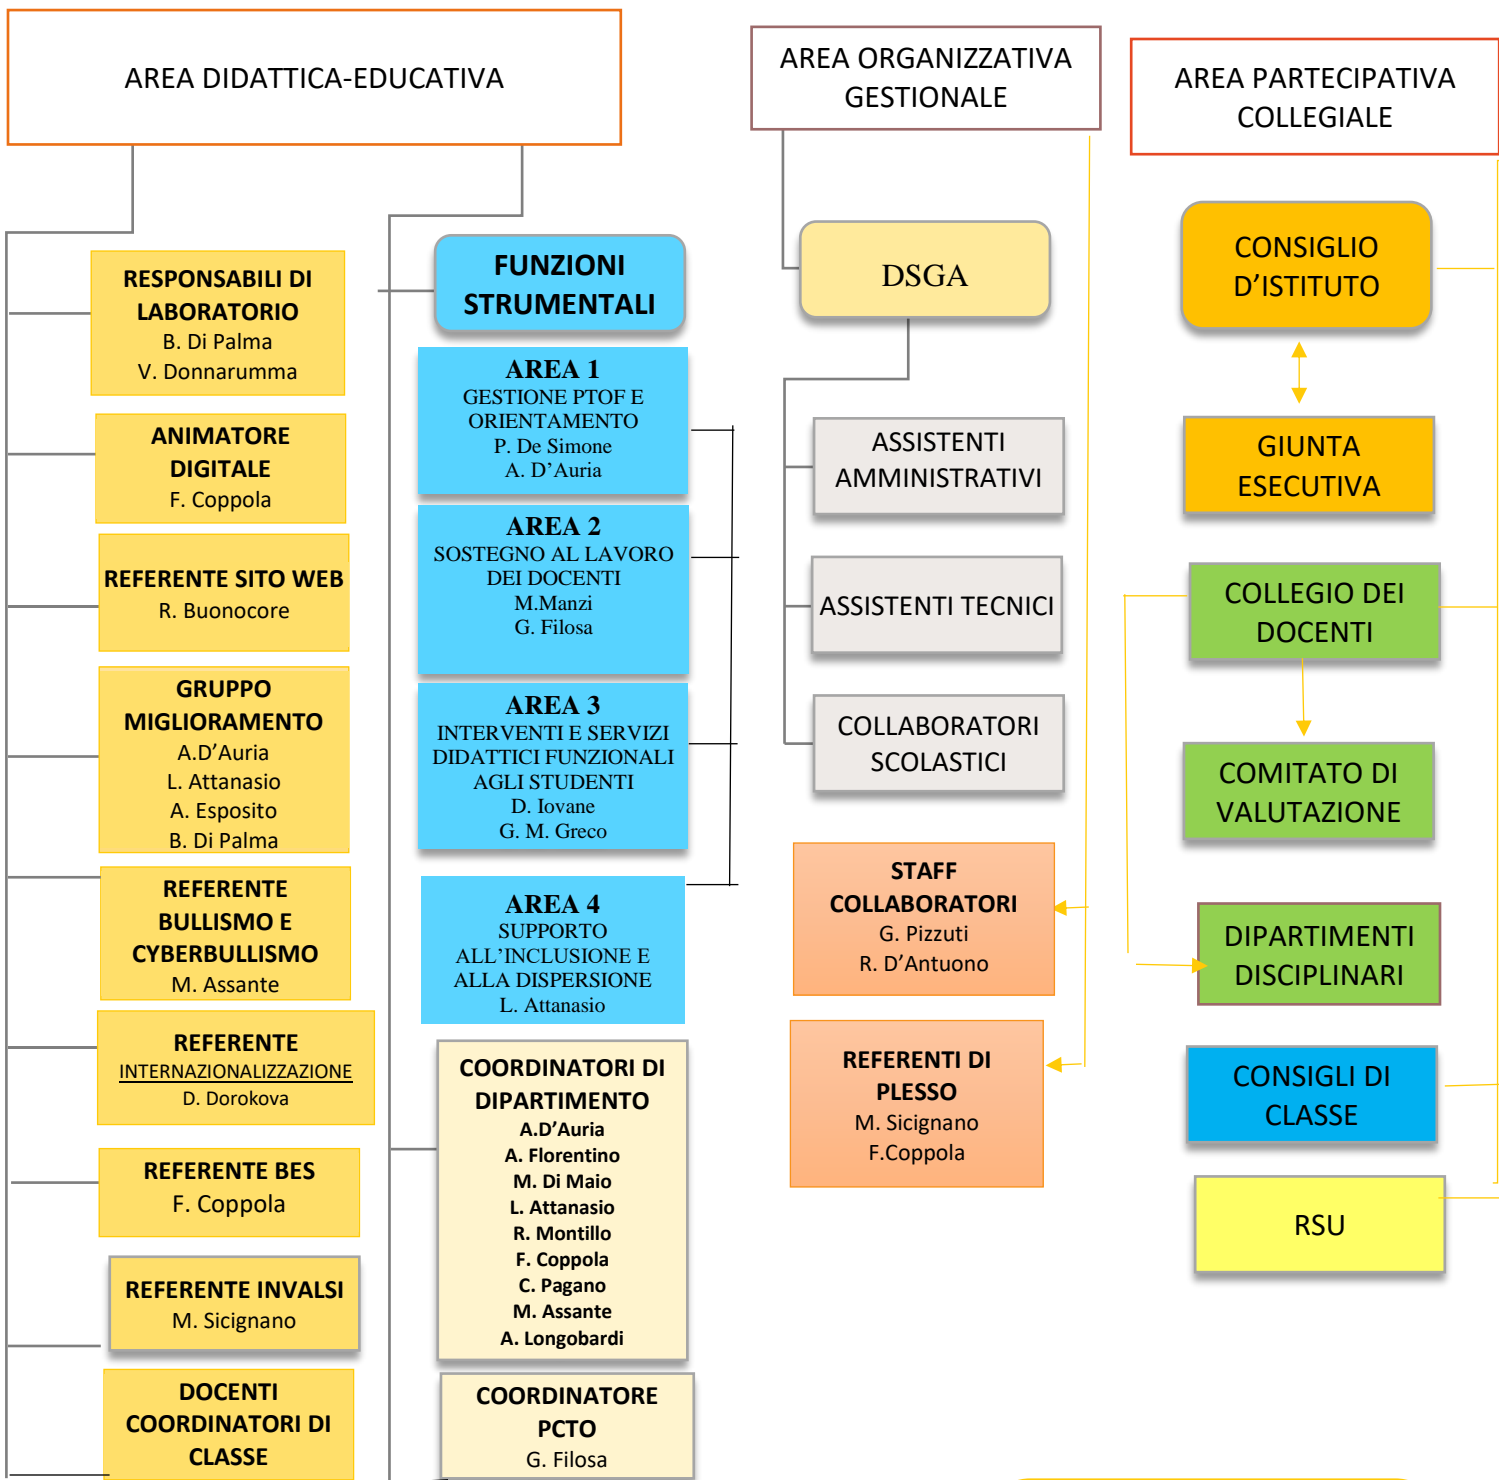 AREA DIDATTICA-EDUCATIVA
RESPONSABILI DI
LABORATORIO
B. Di Palma
V. Donnarumma
ANIMATORE
DIGITALE
F. Coppola
REFERENTE SITO WEB
R. Buonocore
GRUPPO
MIGLIORAMENTO
A.D’Auria
L. Attanasio
A. Esposito
B. Di Palma
REFERENTE
BULLISMO E
CYBERBULLISMO
M. Assante
REFERENTE
INTERNAZIONALIZZAZIONE
D. Dorokova
REFERENTE BES
F. Coppola
REFERENTE INVALSI
M. Sicignano
DOCENTI
COORDINATORI DI
CLASSE
FUNZIONI
STRUMENTALI
AREA 1
GESTIONE PTOF E
ORIENTAMENTO
P. De Simone
A. D’Auria
AREA 2
SOSTEGNO AL LAVORO
DEI DOCENTI
M.Manzi
G. Filosa
AREA 3
INTERVENTI E SERVIZI
DIDATTICI FUNZIONALI
AGLI STUDENTI
D. Iovane
G. M. Greco
AREA 4
SUPPORTO
ALL’INCLUSIONE E
ALLA DISPERSIONE
L. Attanasio
COORDINATORI DI
DIPARTIMENTO
A.D’Auria
A. Florentino
M. Di Maio
L. Attanasio
R. Montillo
F. Coppola
C. Pagano
M. Assante
A. Longobardi
COORDINATORE
PCTO
G. Filosa
AREA ORGANIZZATIVA
GESTIONALE
DSGA
ASSISTENTI
AMMINISTRATIVI
ASSISTENTI TECNICI
COLLABORATORI
SCOLASTICI
STAFF
COLLABORATORI
G. Pizzuti
R. D’Antuono
REFERENTI DI
PLESSO
M. Sicignano
F.Coppola
AREA PARTECIPATIVA
COLLEGIALE
CONSIGLIO
D’ISTITUTO
GIUNTA
ESECUTIVA
COLLEGIO DEI
DOCENTI
COMITATO DI
VALUTAZIONE
DIPARTIMENTI
DISCIPLINARI
CONSIGLI DI
CLASSE
RSU